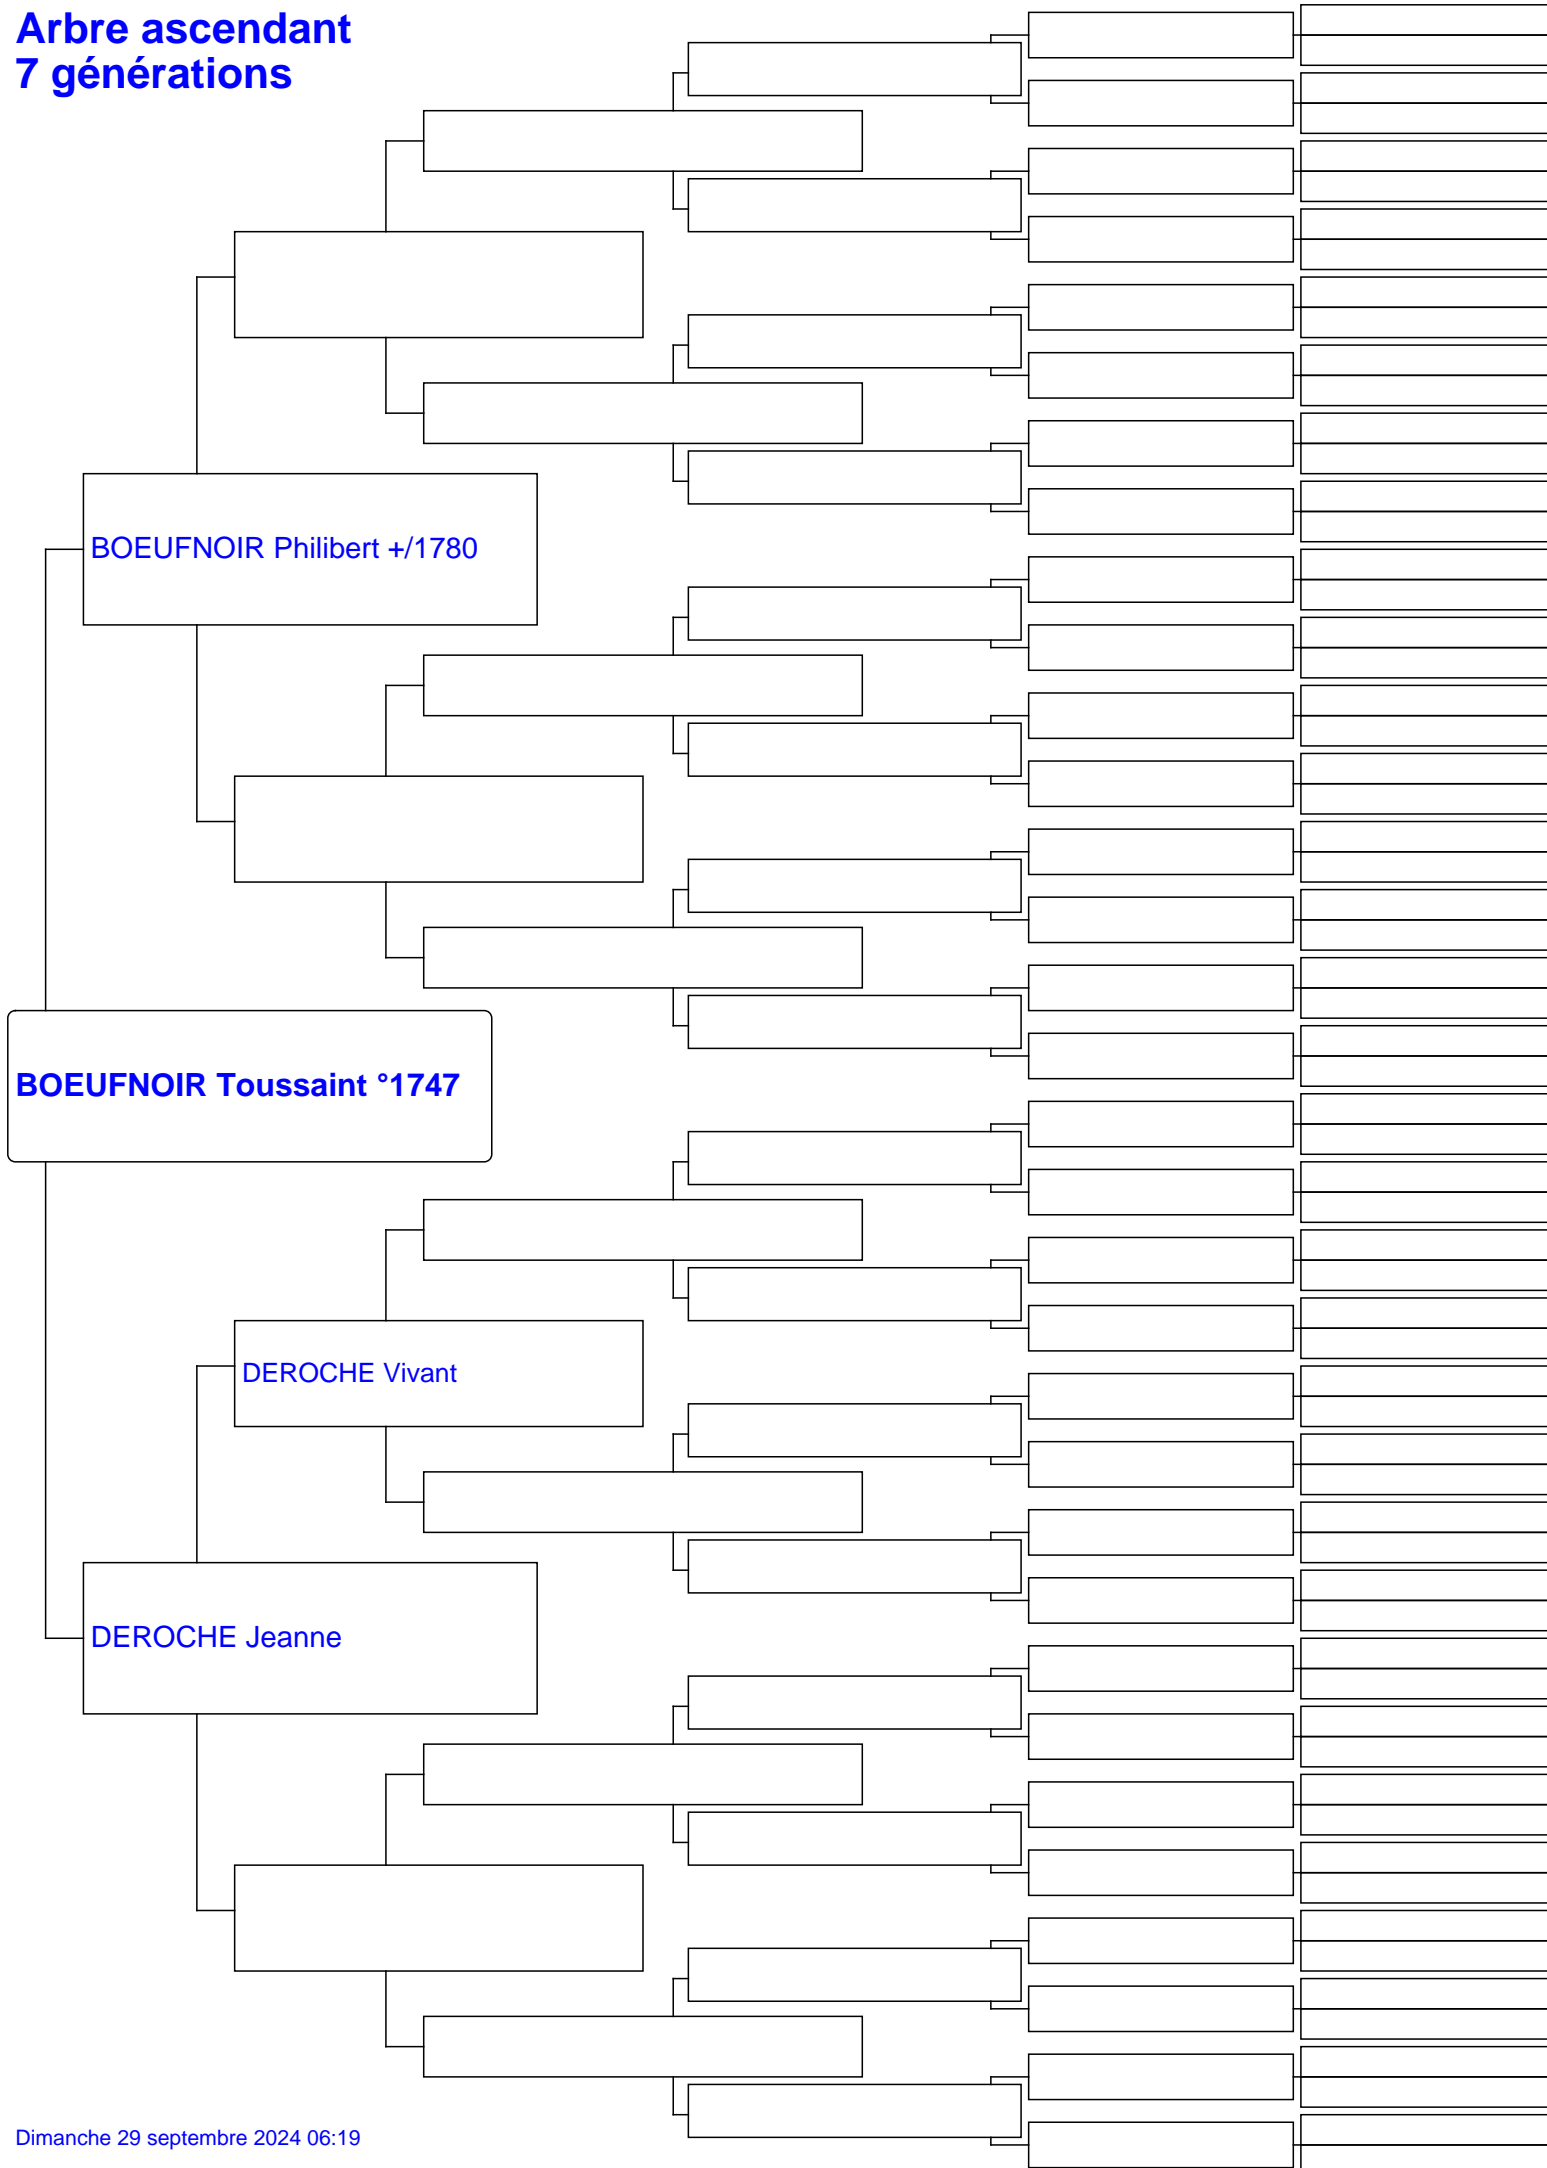 Arbre ascendant
7 générations
BOEUFNOIR Philibert +/1780
BOEUFNOIR Toussaint °1747
DEROCHE Vivant
DEROCHE Jeanne
Dimanche 29 septembre 2024 06:19